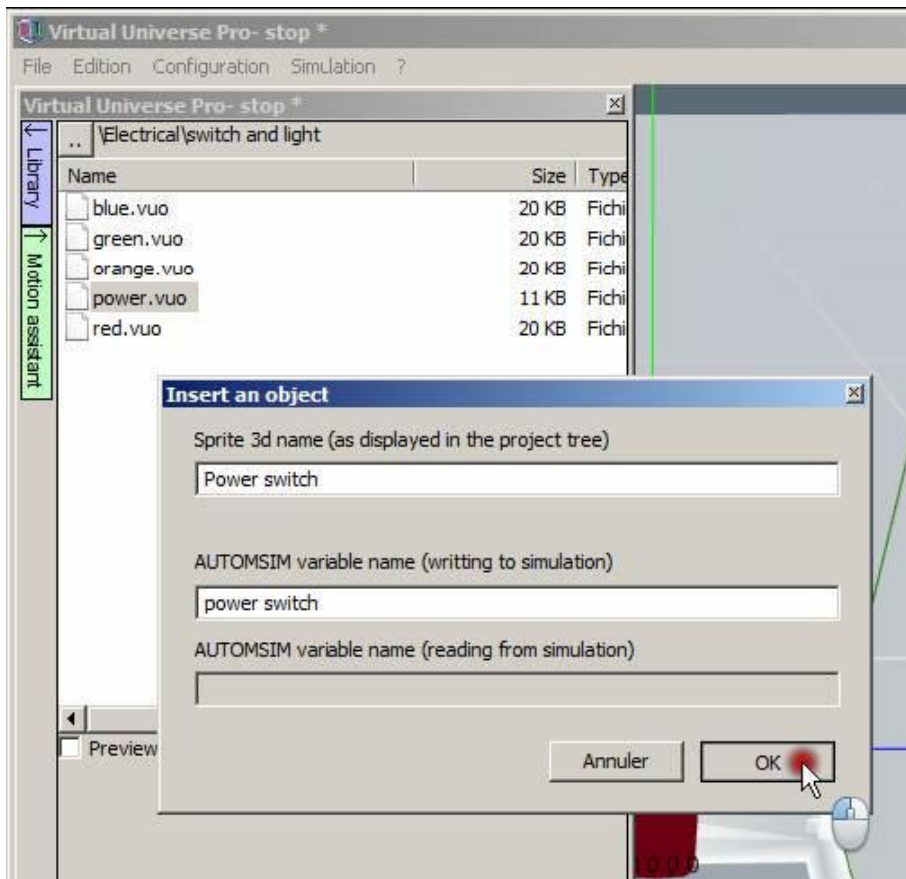 Virtual Universe Pro- stop *
File Edition Configuration Simulation ?
Virtual Universe Pro- stop *
.. \Electrical\switch and light
Library
Motion assistant
Name Size Type
blue.vuo 20 KB Fichi
green.vuo 20 KB Fichi
orange.vuo 20 KB Fichi
power.vuo 11 KB Fichi
red.vuo 20 KB Fichi
Insert an object
Sprite 3d name (as displayed in the project tree)
Power switch
AUTOMSIM variable name (writting to simulation)
power switch
AUTOMSIM variable name (reading from simulation)
Preview
Annuler OK